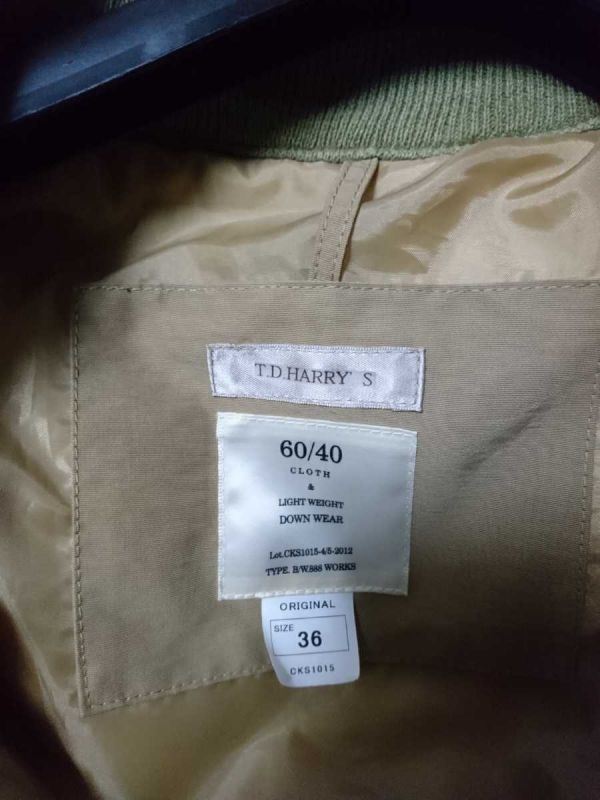 T.D.HARRY' S
60/40
CLOTH
&
LIGHT WEIGHT
DOWN WEAR
Lot.CKS1015-4/5-2012
TYPE. B/W.888 WORKS
ORIGINAL
SIZE
36
CKS1015